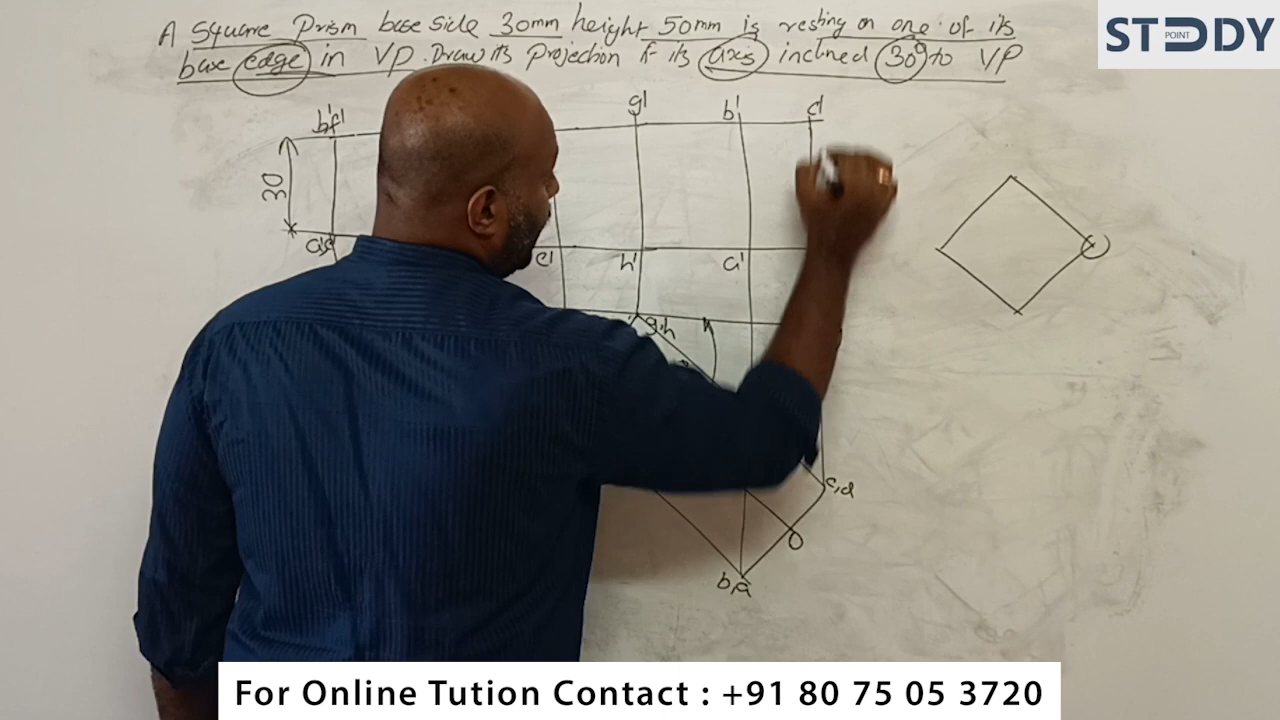 STUDY
POINT
A Square Prism base side 30mm height 50mm is resting on one of its
base edge in VP. Draw its projection if its axis inclined 30° to VP
b'f' g' b' c'
30
a'e' e' h' a'
g,h
c,d
O
b,a
For Online Tution Contact : +91 80 75 05 3720